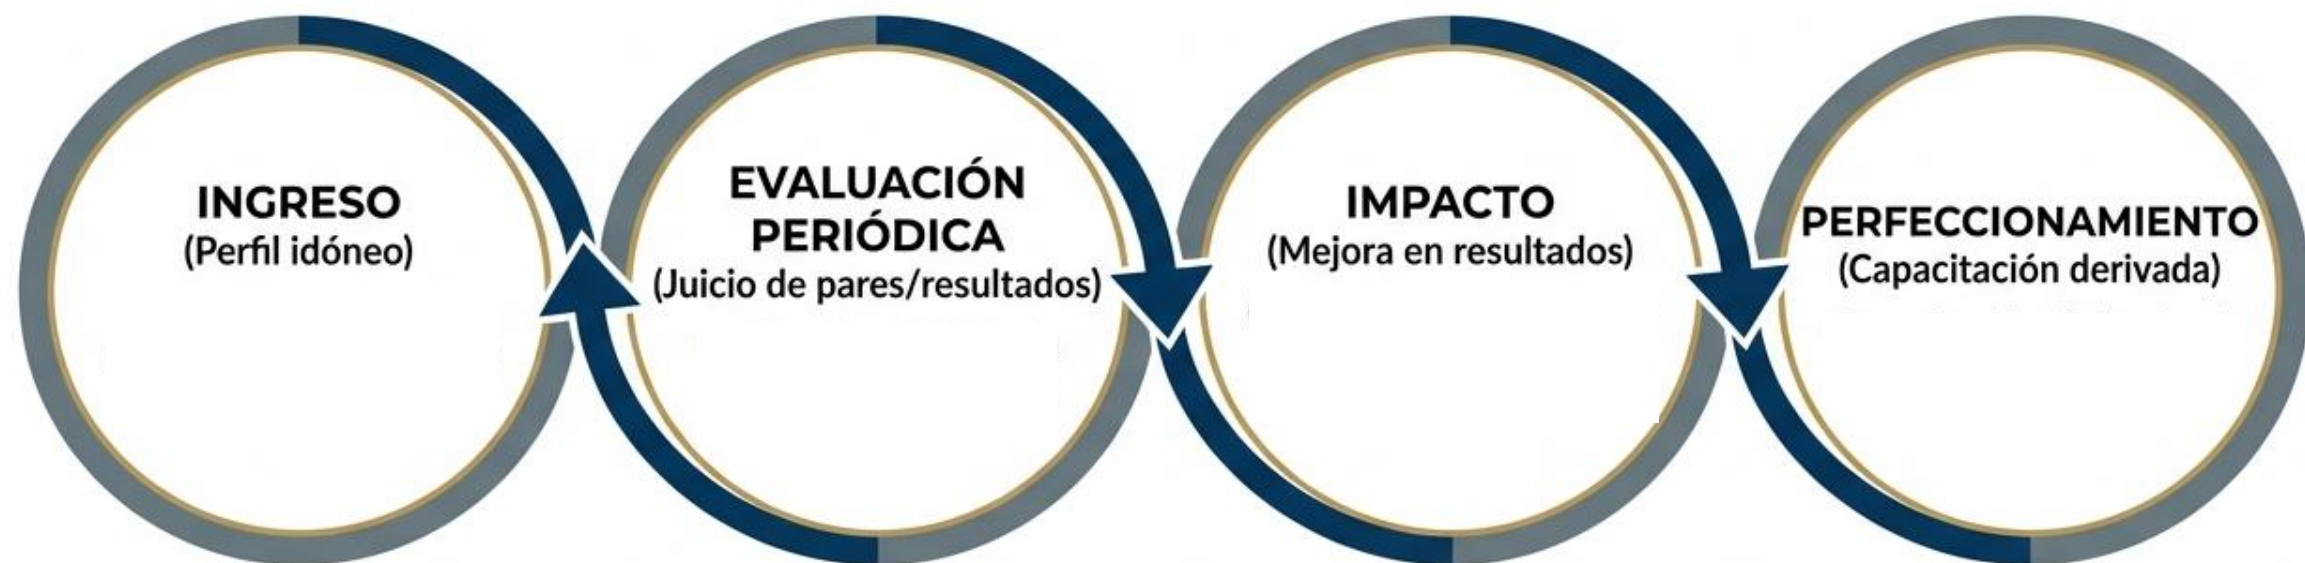 INGRESO
(Perfil idóneo)
EVALUACIÓN
PERIÓDICA
(Juicio de pares/resultados)
IMPACTO
(Mejora en resultados)
PERFECCIONAMIENTO
(Capacitación derivada)